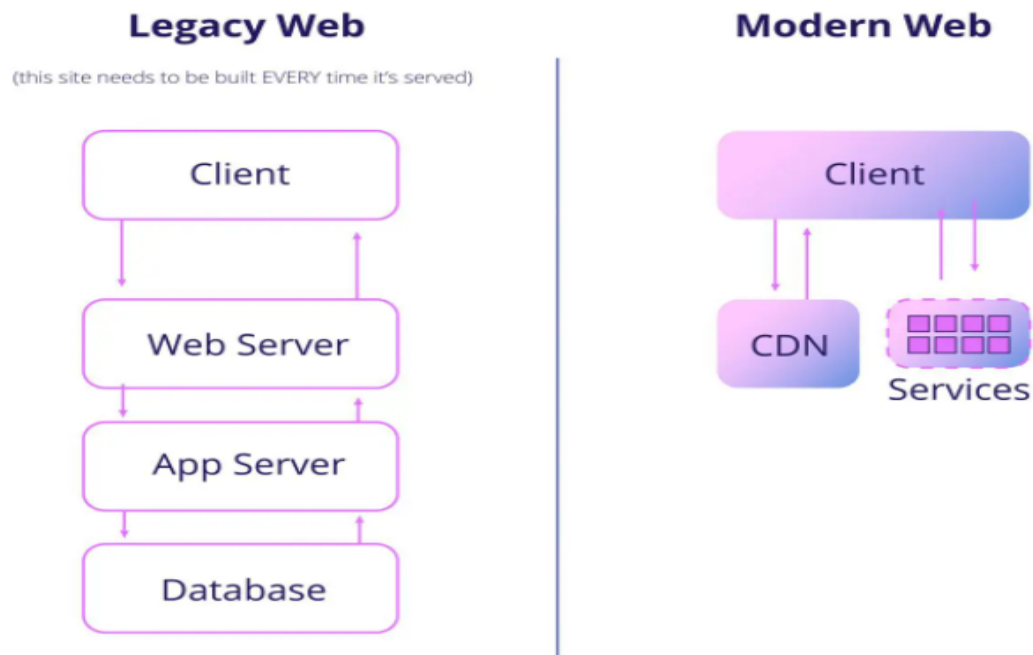 Legacy Web
(this site needs to be built EVERY time it's served)
Client
Web Server
App Server
Database
Modern Web
Client
CDN
Services